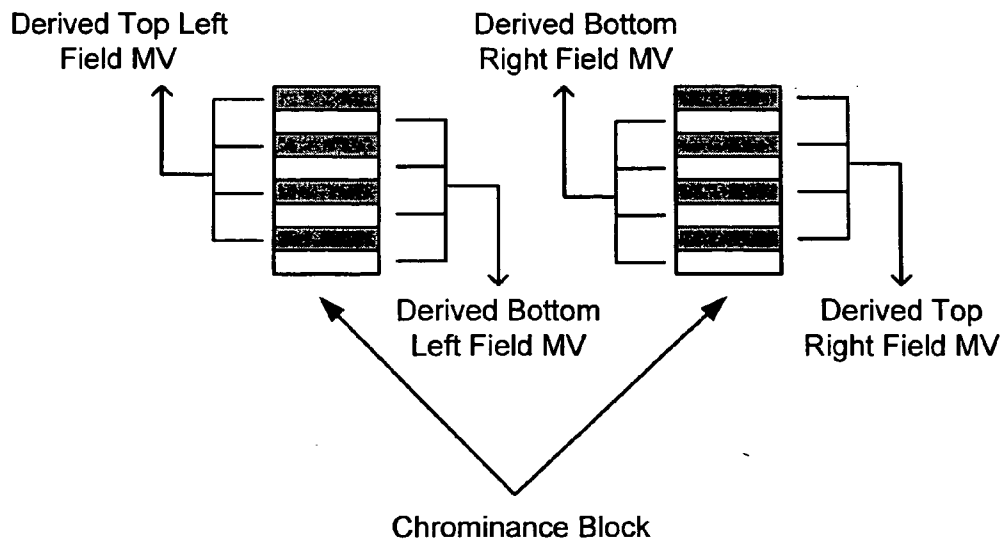 Derived Top Left
Field MV
Derived Bottom
Right Field MV
Derived Bottom
Left Field MV
Derived Top
Right Field MV
Chrominance Block